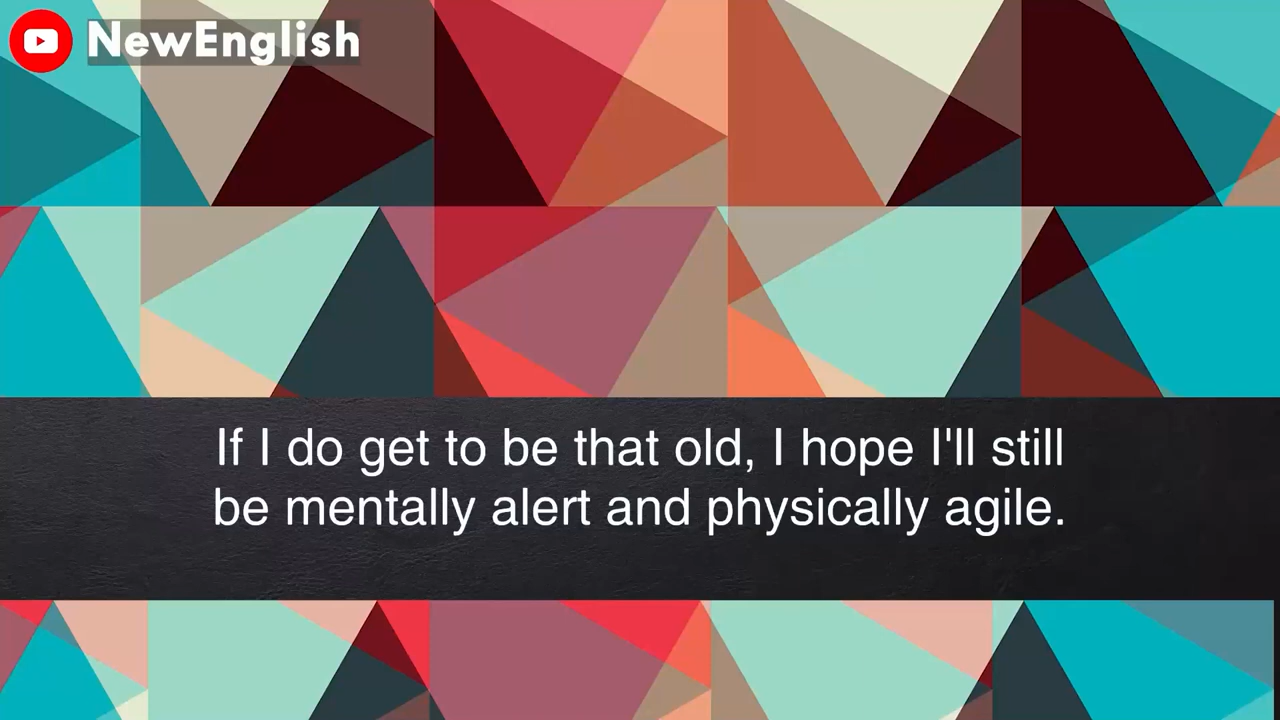 NewEnglish
If I do get to be that old, I hope I'll still
be mentally alert and physically agile.